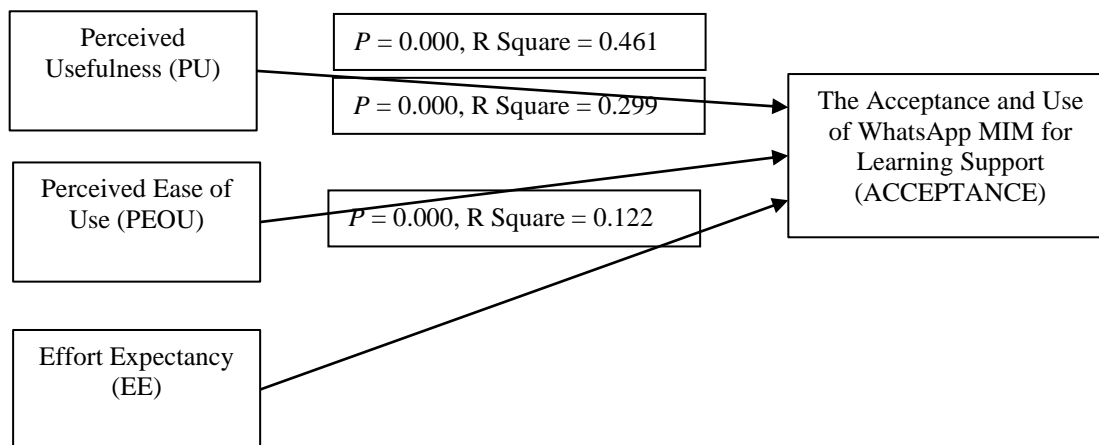 Perceived
Usefulness (PU)
P = 0.000, R Square = 0.461
P = 0.000, R Square = 0.299
The Acceptance and Use
of WhatsApp MIM for
Learning Support
(ACCEPTANCE)
Perceived Ease of
Use (PEOU)
P = 0.000, R Square = 0.122
Effort Expectancy
(EE)